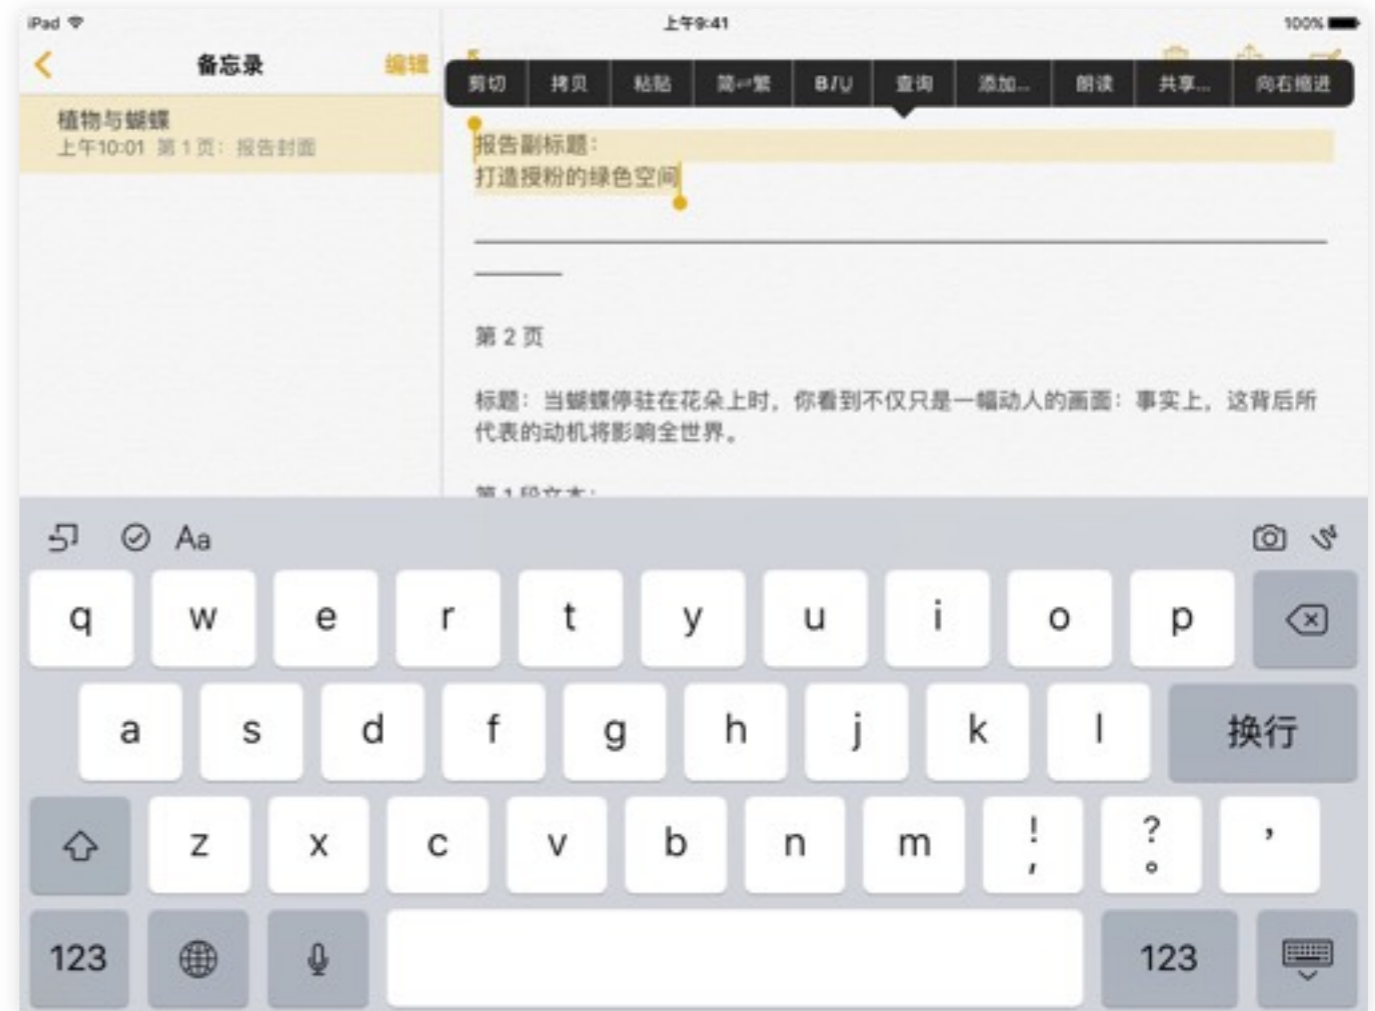 iPad 上午9:41 100%
备忘录 编辑
植物与蝴蝶
上午10:01 第 1 页：报告封面
剪切 拷贝 粘贴 简⇌繁 B I U 查询 添加... 朗读 共享... 向右缩进
报告副标题：
打造授粉的绿色空间
第 2 页
标题：当蝴蝶停驻在花朵上时，你看到不仅只是一幅动人的画面：事实上，这背后所
代表的动机将影响全世界。
第 1 段文本：
Aa
q w e r t y u i o p
a s d f g h j k l 换行
z x c v b n m ! , ? 。 ，
123 123